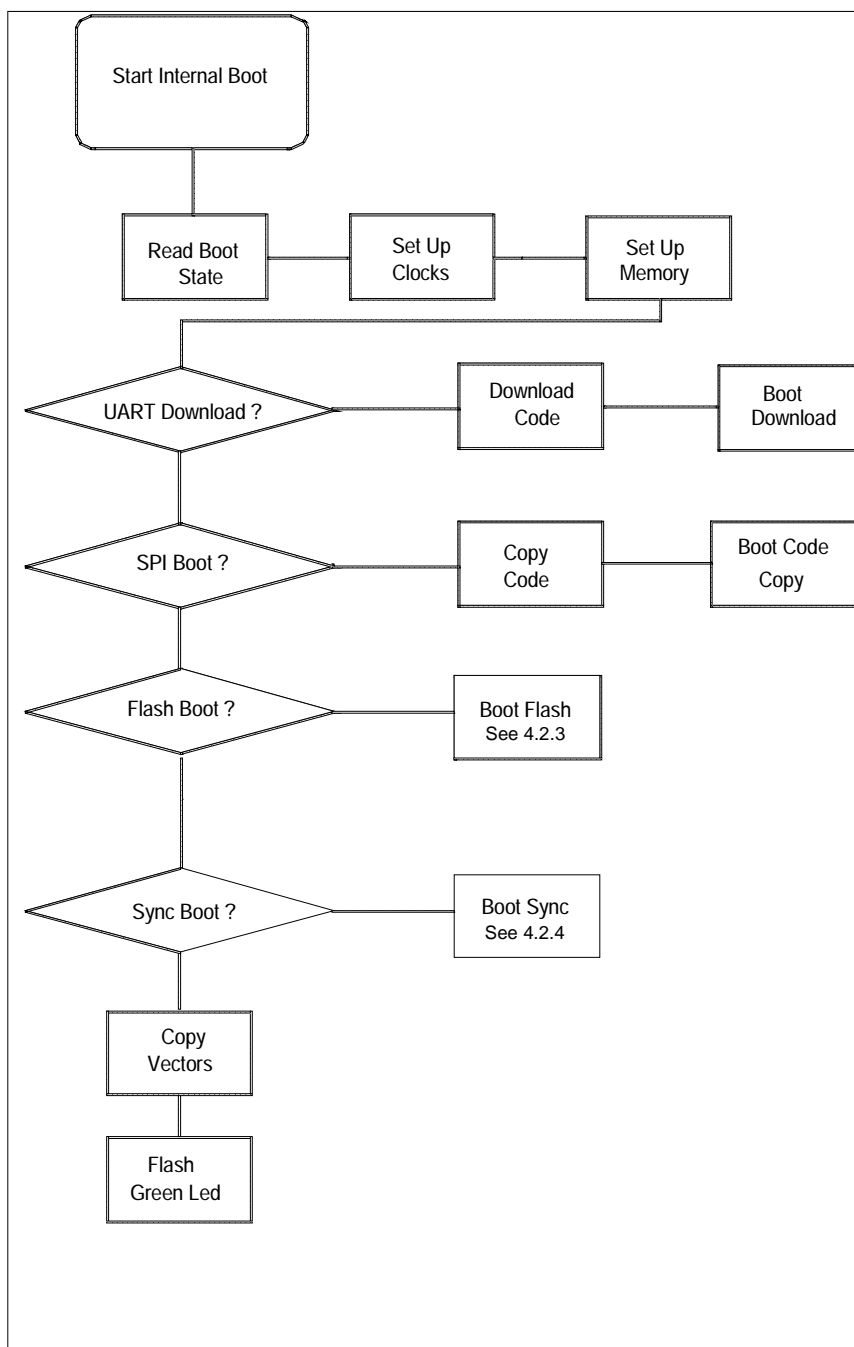 Start Internal Boot
Read Boot
State
Set Up
Clocks
Set Up
Memory
UART Download ?
Download
Code
Boot
Download
SPI Boot ?
Copy
Code
Boot Code
Copy
Flash Boot ?
Boot Flash
See 4.2.3
Sync Boot ?
Boot Sync
See 4.2.4
Copy
Vectors
Flash
Green Led